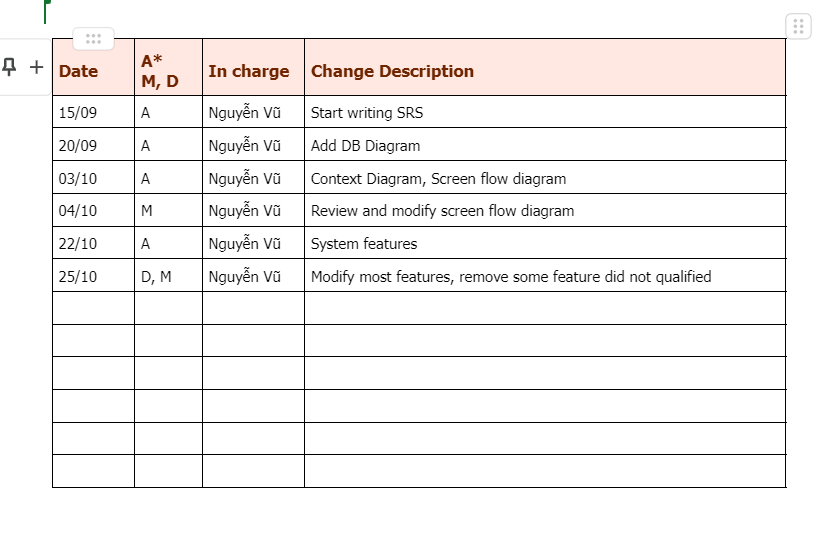 Date A* M, D In charge Change Description
15/09 A Nguyễn Vũ Start writing SRS
20/09 A Nguyễn Vũ Add DB Diagram
03/10 A Nguyễn Vũ Context Diagram, Screen flow diagram
04/10 M Nguyễn Vũ Review and modify screen flow diagram
22/10 A Nguyễn Vũ System features
25/10 D, M Nguyễn Vũ Modify most features, remove some feature did not qualified